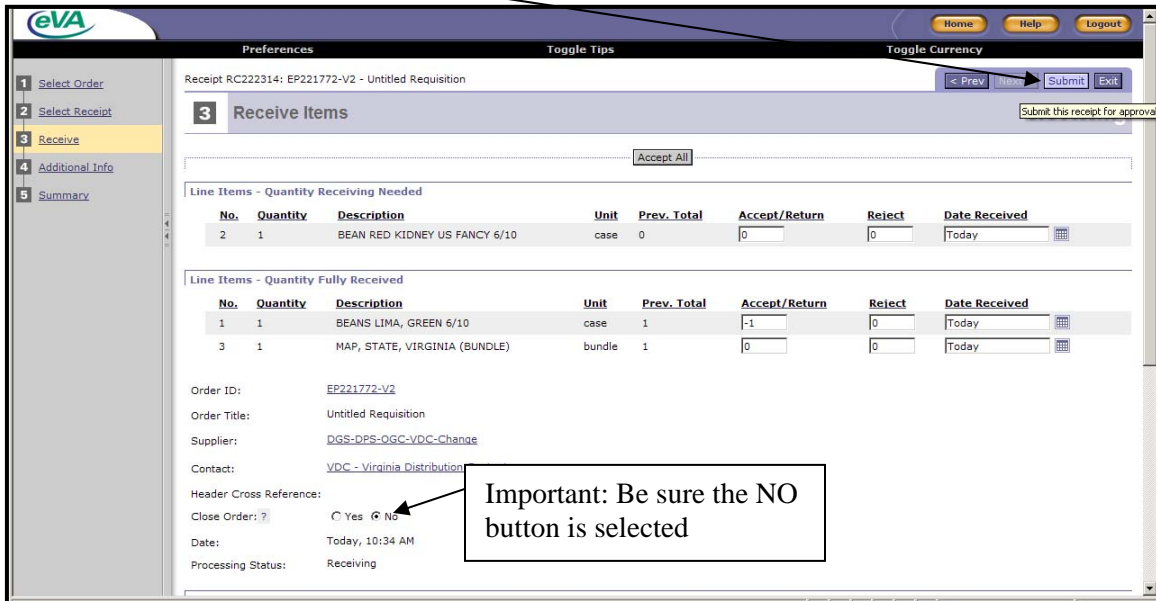 eVA
Home Help Logout
Preferences Toggle Tips Toggle Currency
1 Select Order
2 Select Receipt
3 Receive
4 Additional Info
5 Summary
Receipt RC222314: EP221772-V2 - Untitled Requisition
< Prev Submit Exit
3 Receive Items
Submit this receipt for approval
Accept All
Line Items - Quantity Receiving Needed
No. Quantity Description Unit Prev. Total Accept/Return Reject Date Received
2 1 BEAN RED KIDNEY US FANCY 6/10 case 0 0 0 Today
Line Items - Quantity Fully Received
No. Quantity Description Unit Prev. Total Accept/Return Reject Date Received
1 1 BEANS LIMA, GREEN 6/10 case 1 -1 0 Today
3 1 MAP, STATE, VIRGINIA (BUNDLE) bundle 1 0 0 Today
Order ID: EP221772-V2
Order Title: Untitled Requisition
Supplier: DGS-DPS-OGC-VDC-Change
Contact: VDC - Virginia Distribution
Header Cross Reference:
Close Order: ? Yes No
Date: Today, 10:34 AM
Processing Status: Receiving
Important: Be sure the NO
button is selected